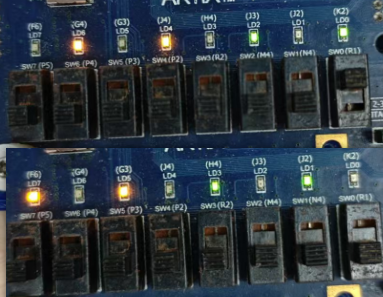 (F6) (G4) (G3) (J4) (H4) (J3) (J2) (K2)
LD7 LD6 LD5 LD4 LD3 LD2 LD1 LD0
SW7 (P5) SW6 (P4) SW5 (P3) SW4 (P2) SW3 (R2) SW2 (M4) SW1 (N4) SW0 (R1)
(F6) (G4) (G3) (J4) (H4) (J3) (J2) (K2)
LD7 LD6 LD5 LD4 LD3 LD2 LD1 LD0
SW7 (P5) SW6 (P4) SW5 (P3) SW4 (P2) SW3 (R2) SW2 (M4) SW1 (N4) SW0 (R1)